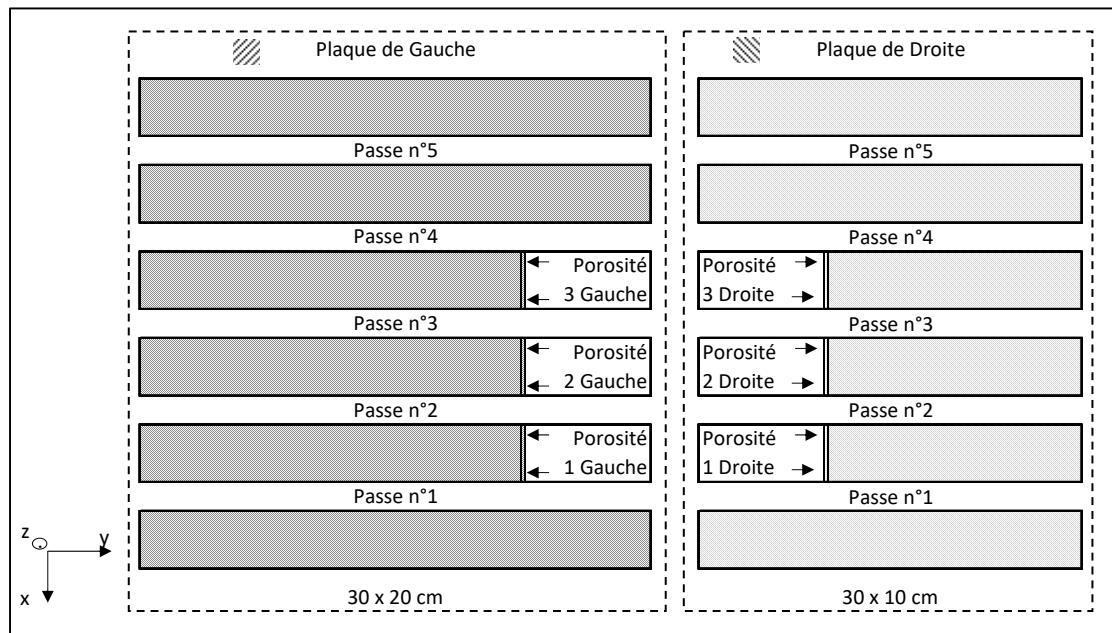 Plaque de Gauche
Passe n°5
Passe n°4
Porosité
3 Gauche
Passe n°3
Porosité
2 Gauche
Passe n°2
Porosité
1 Gauche
Passe n°1
30 x 20 cm
Plaque de Droite
Passe n°5
Passe n°4
Porosité
3 Droite
Passe n°3
Porosité
2 Droite
Passe n°2
Porosité
1 Droite
Passe n°1
30 x 10 cm
z
y
x